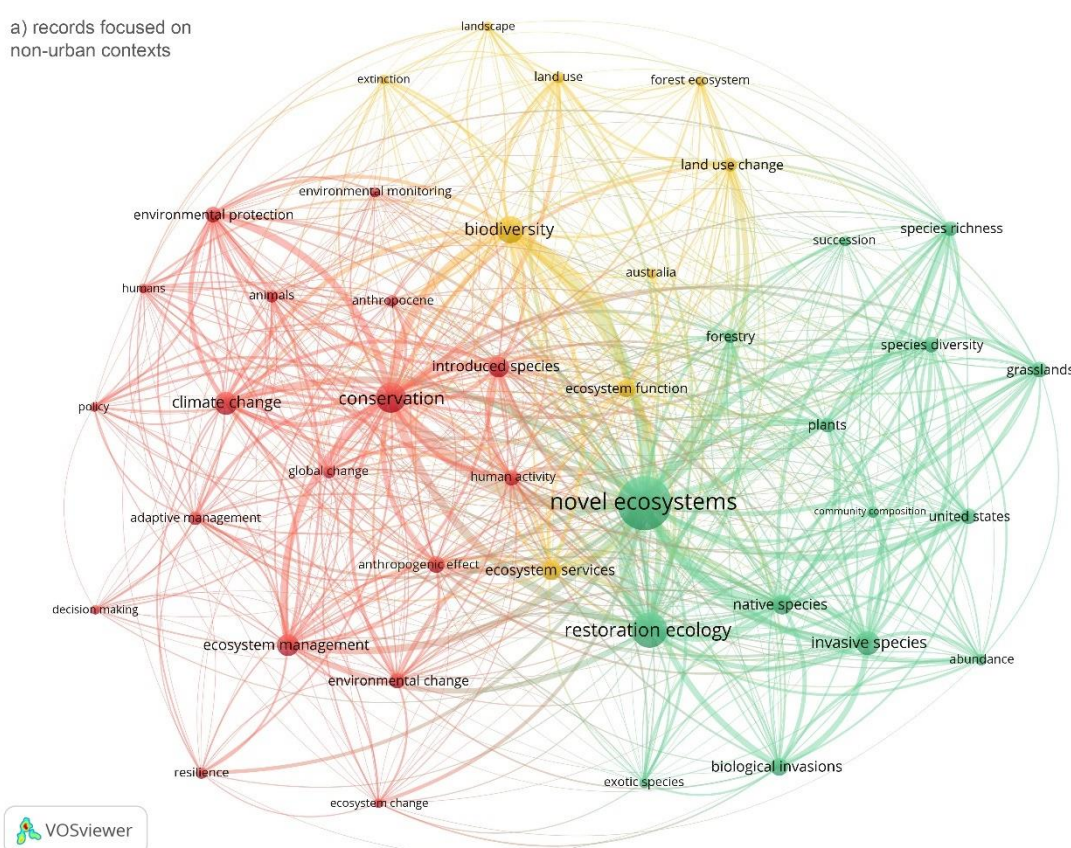 a) records focused on
non-urban contexts
landscape
extinction
land use
forest ecosystem
land use change
environmental monitoring
environmental protection
biodiversity
species richness
succession
australia
humans
animals
anthropocene
forestry
species diversity
introduced species
grasslands
ecosystem function
climate change
conservation
policy
plants
global change
human activity
novel ecosystems
community composition
united states
adaptive management
anthropogenic effect
ecosystem services
decision making
native species
restoration ecology
ecosystem management
invasive species
abundance
environmental change
resilience
biological invasions
exotic species
ecosystem change
VOSviewer